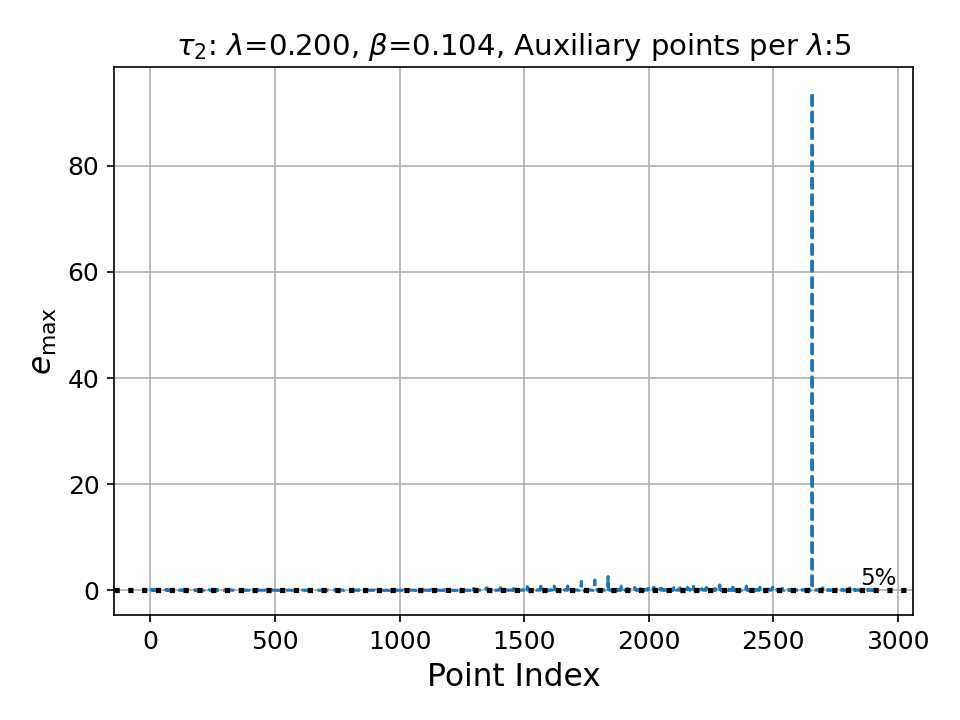 τ₂: λ=0.200, β=0.104, Auxiliary points per λ:5
80
60
40
20
0
e_max
5%
0 500 1000 1500 2000 2500 3000
Point Index